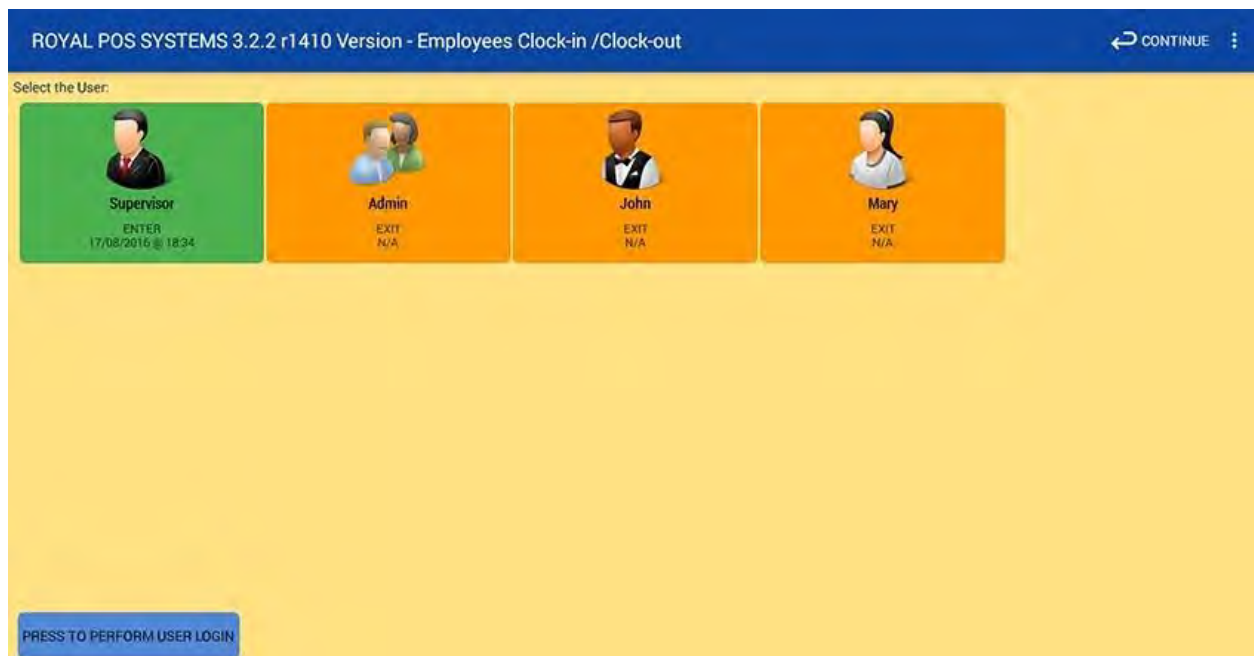 ROYAL POS SYSTEMS 3.2.2 r1410 Version - Employees Clock-in /Clock-out
CONTINUE
Select the User:
Supervisor
ENTER
17/08/2016 @ 18:34
Admin
EXIT
N/A
John
EXIT
N/A
Mary
EXIT
N/A
PRESS TO PERFORM USER LOGIN